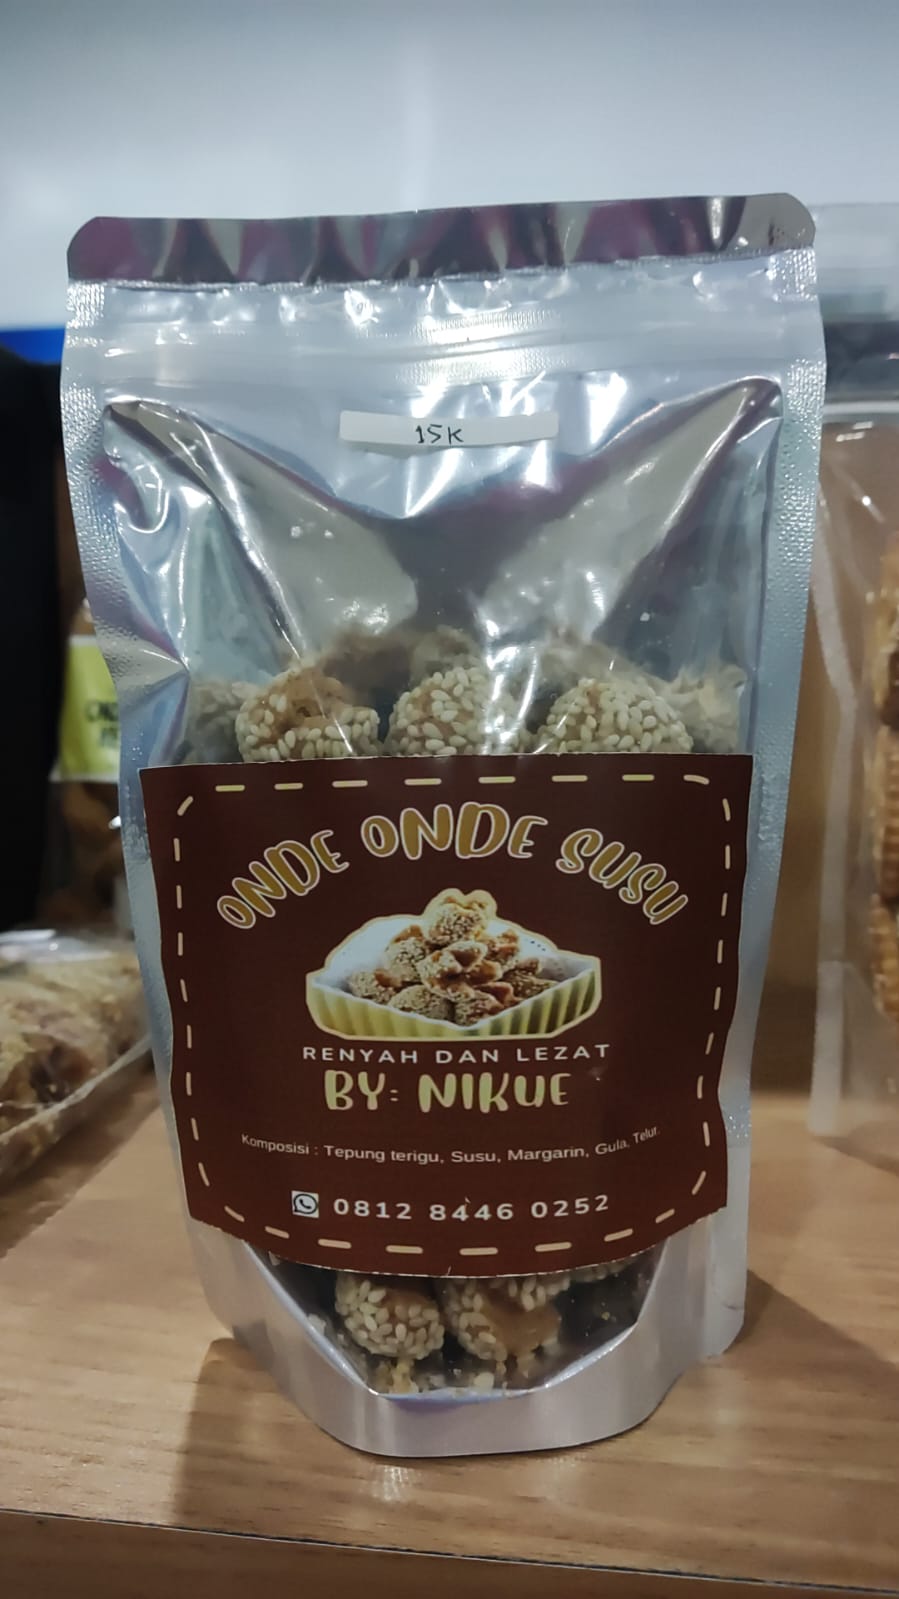 15K
ONDE ONDE SUSU
RENYAH DAN LEZAT
BY: NIKUE
Komposisi : Tepung terigu, Susu, Margarin, Gula, Telur.
0812 8446 0252